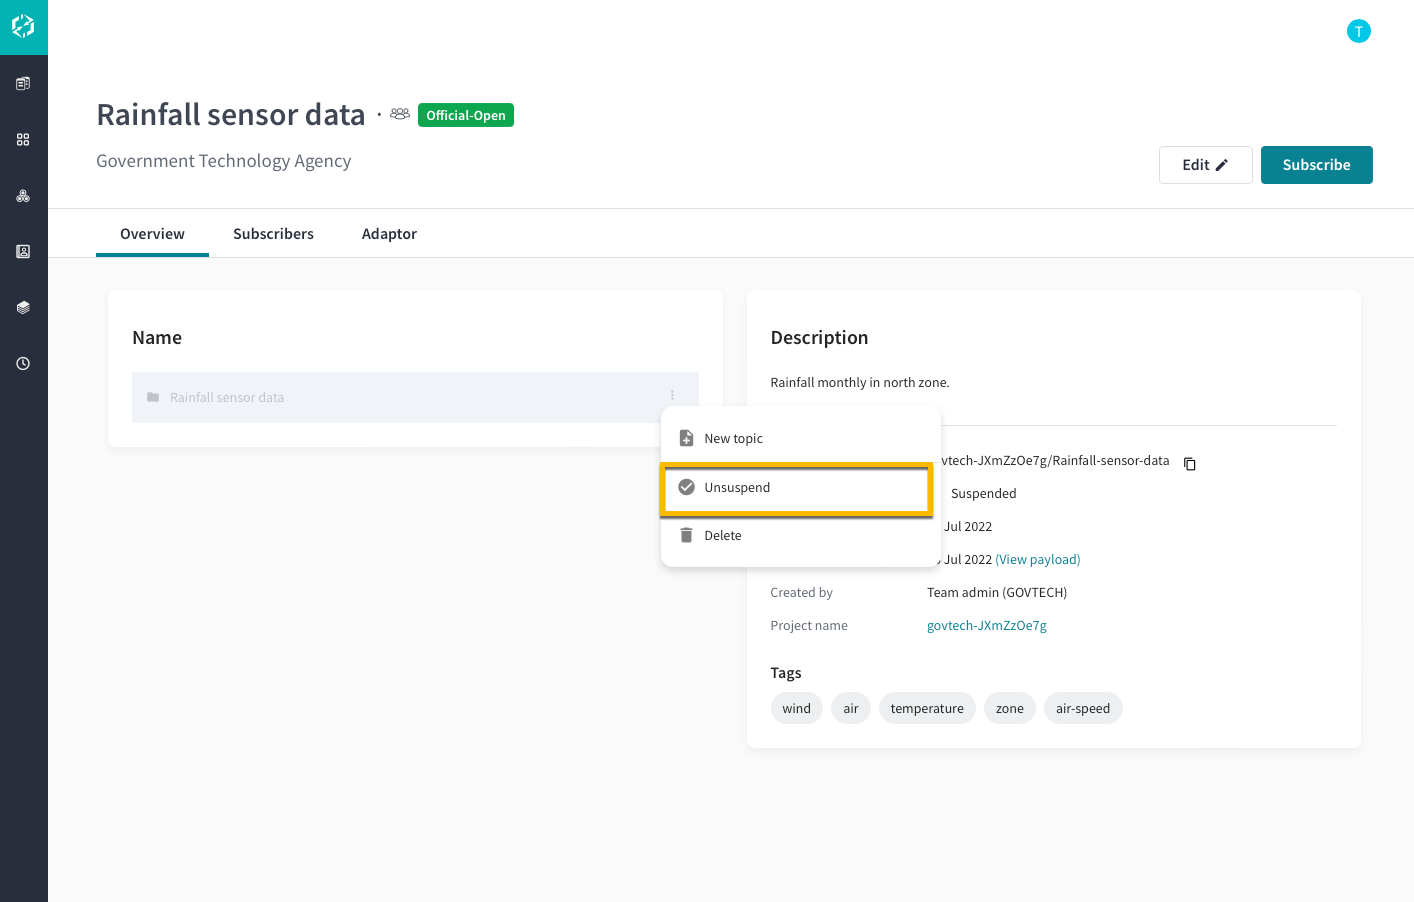 T
Rainfall sensor data · Official-Open
Government Technology Agency
Edit
Subscribe
Overview
Subscribers
Adaptor
Name
Rainfall sensor data
New topic
Unsuspend
Delete
Description
Rainfall monthly in north zone.
vtech-JXmZzOe7g/Rainfall-sensor-data
Suspended
Jul 2022
Jul 2022 (View payload)
Created by Team admin (GOVTECH)
Project name govtech-JXmZzOe7g
Tags
wind air temperature zone air-speed